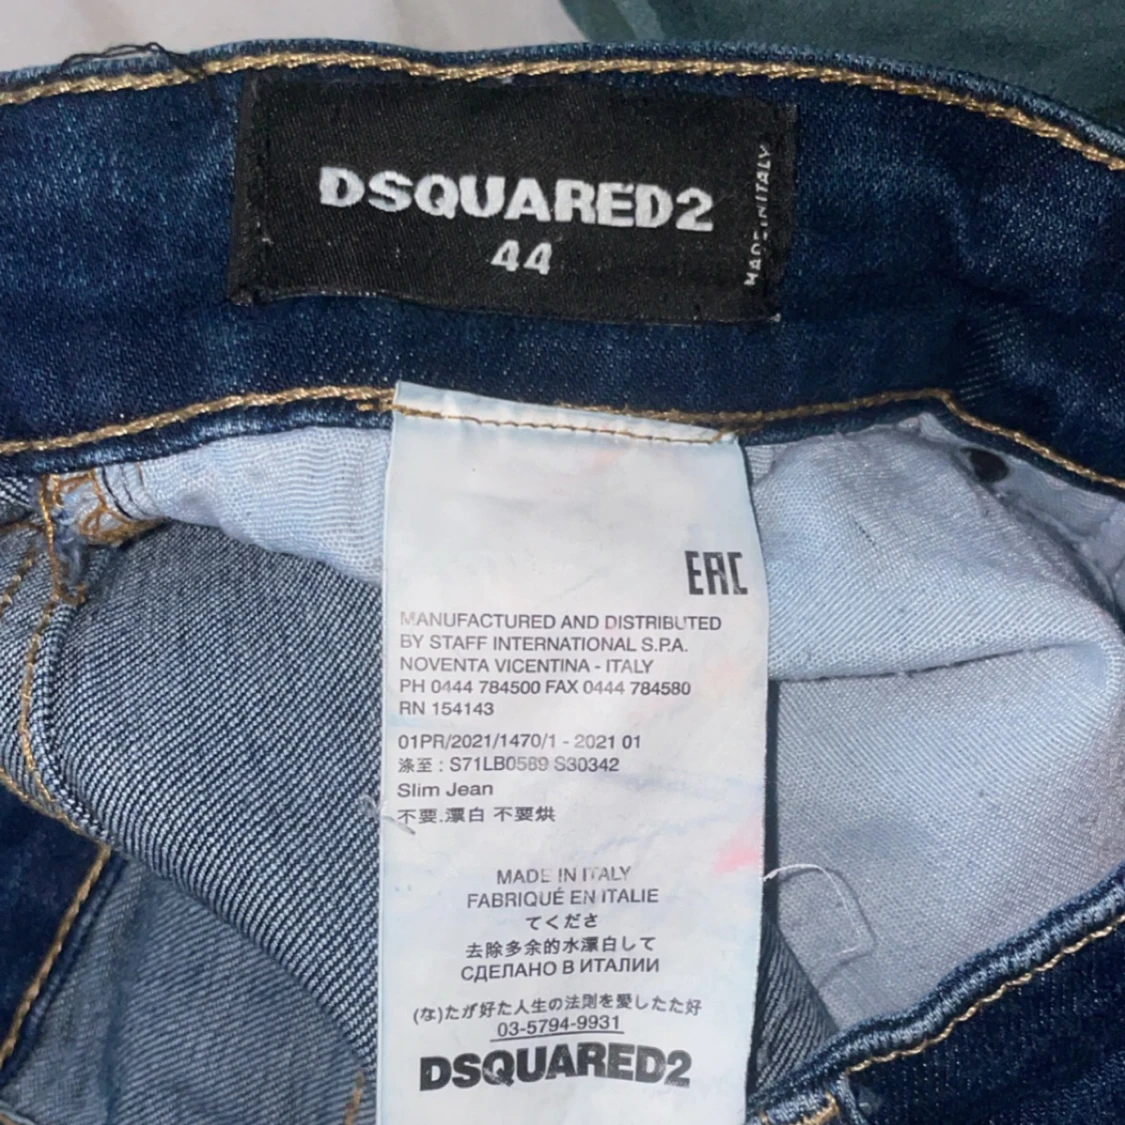 DSQUARED2
44
MADE IN ITALY
EAC
MANUFACTURED AND DISTRIBUTED
BY STAFF INTERNATIONAL S.P.A.
NOVENTA VICENTINA - ITALY
PH 0444 784500 FAX 0444 784580
RN 154143
01PR/2021/1470/1 - 2021 01
涤至 : S71LB0589 S30342
Slim Jean
不要.漂白 不要烘
MADE IN ITALY
FABRIQUÉ EN ITALIE
てくださ
去除多余的水漂白して
СДЕЛАНО В ИТАЛИИ
(な)たが好た人生の法則を愛したた好
03-5794-9931
DSQUARED2